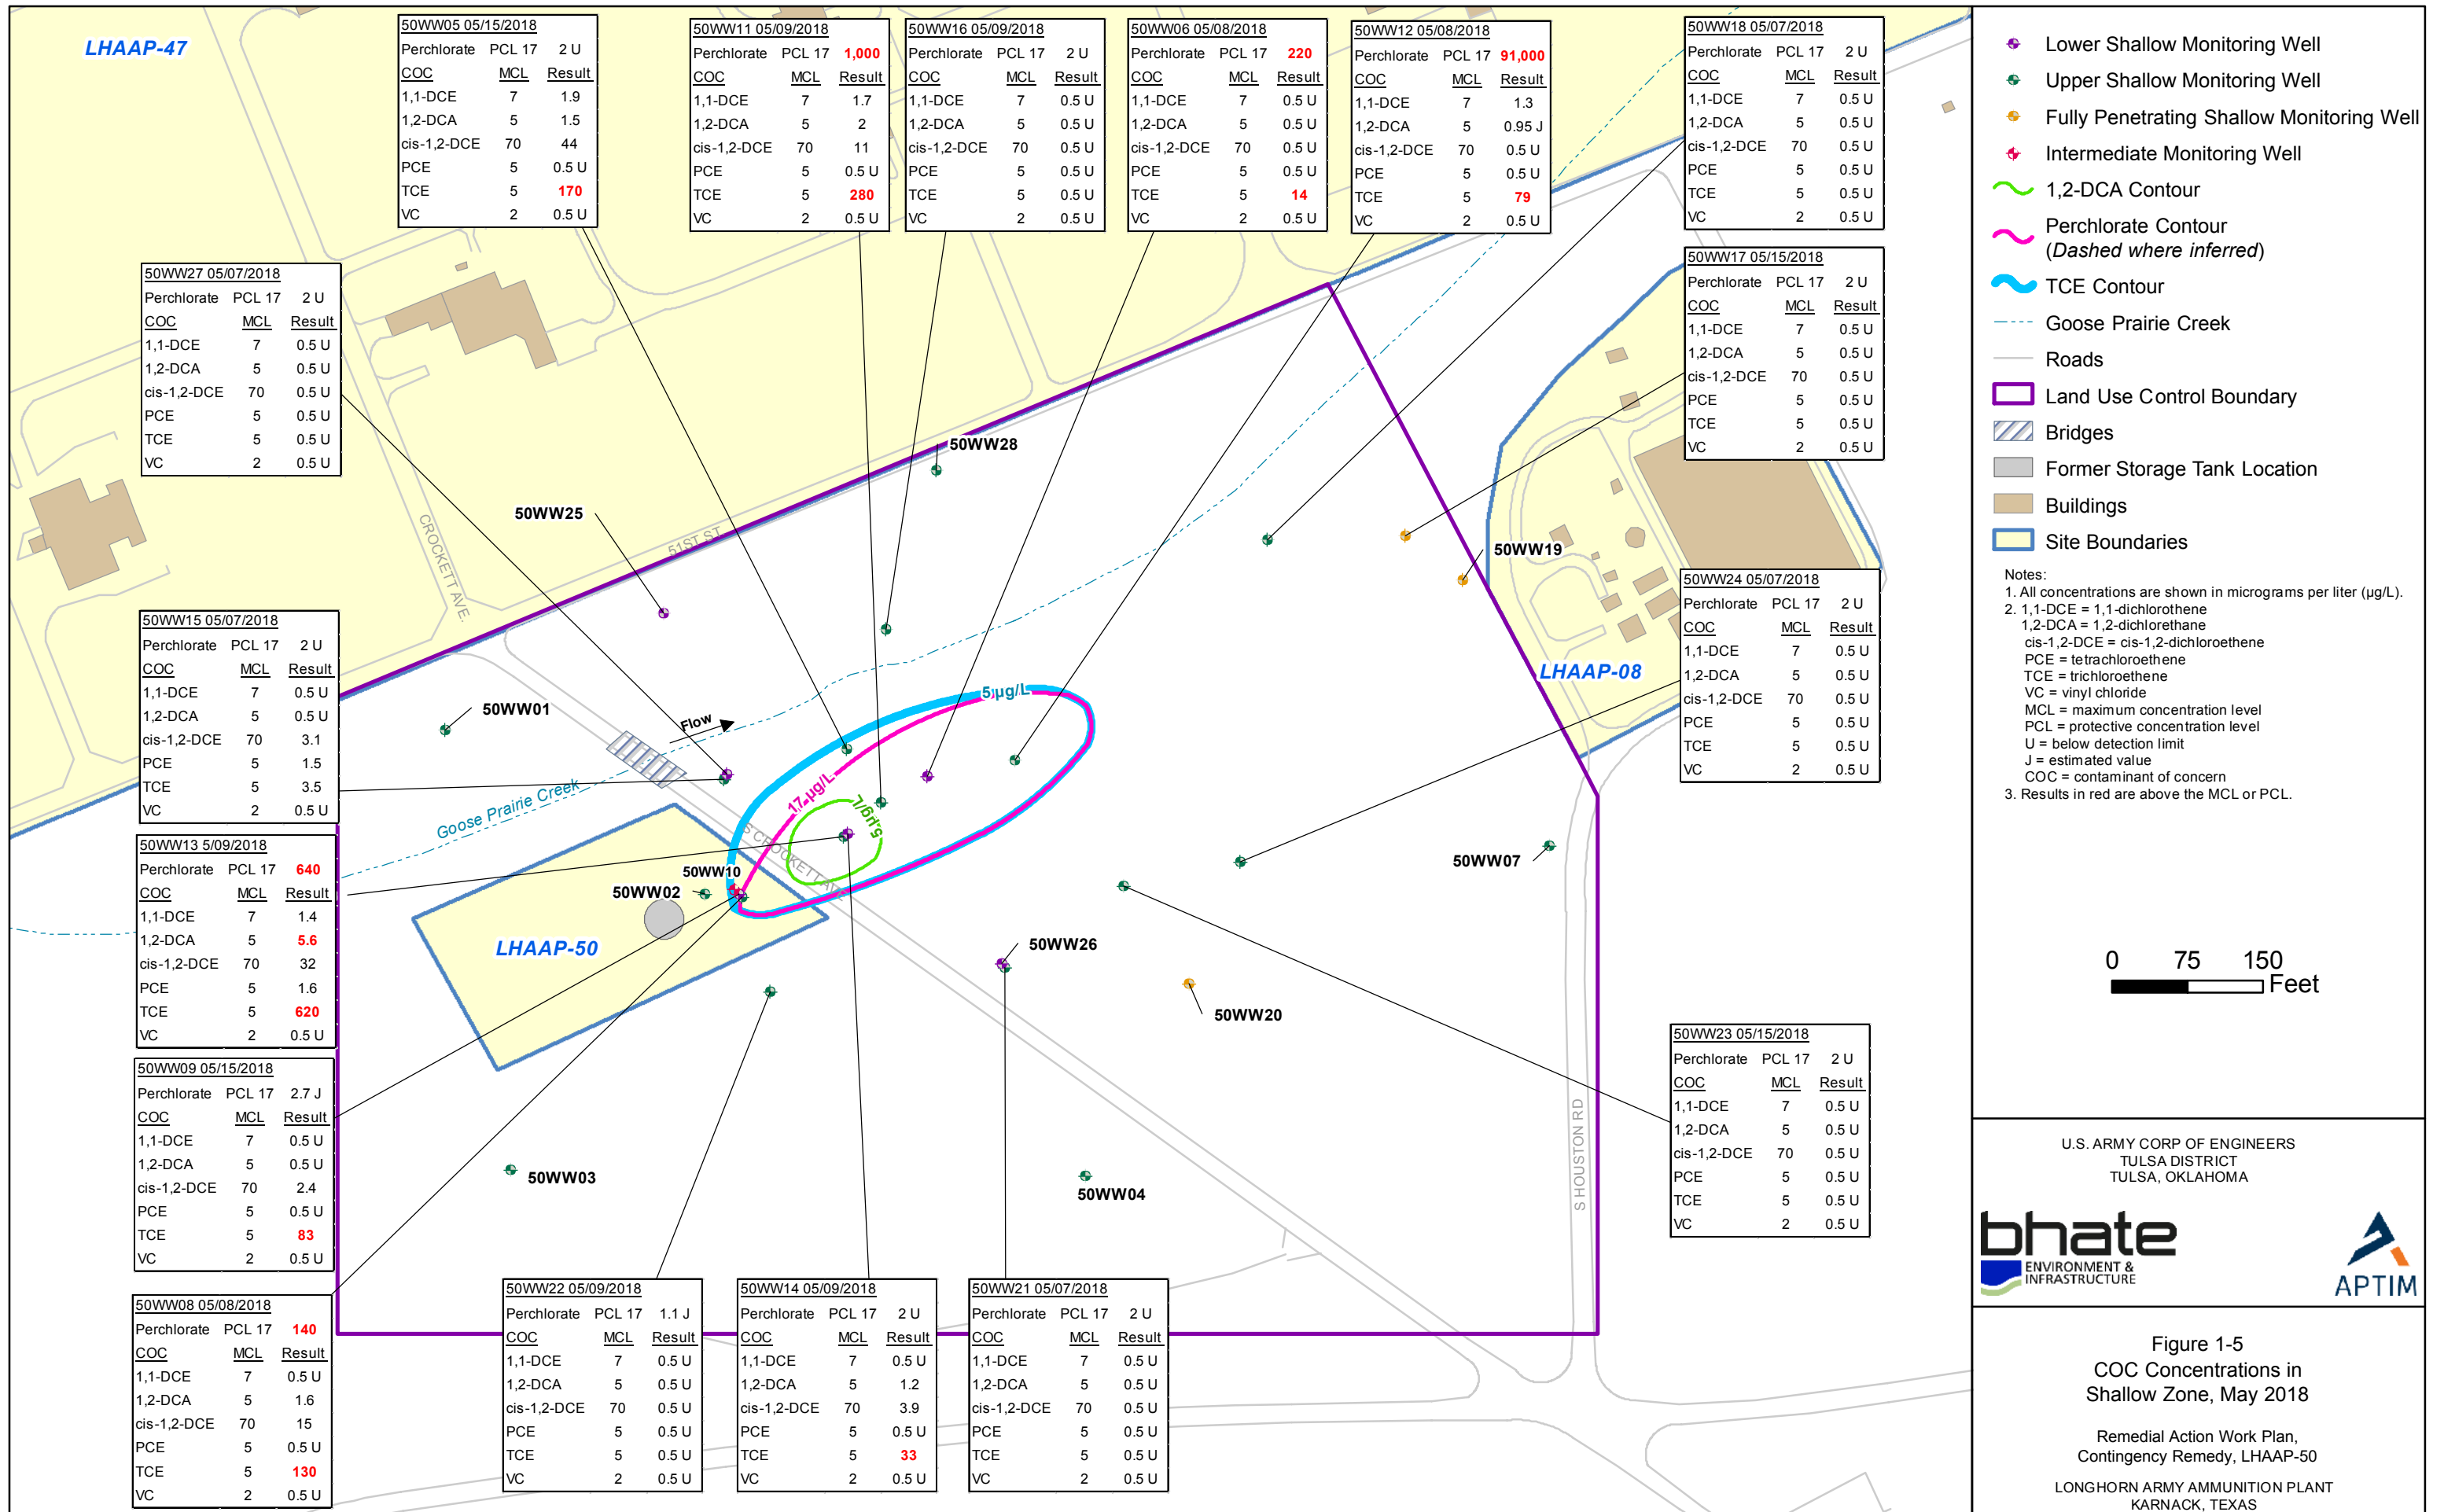 LHAAP-47
50WW05 05/15/2018
Perchlorate PCL 17 2 U
COC MCL Result
1,1-DCE 7 1.9
1,2-DCA 5 1.5
cis-1,2-DCE 70 44
PCE 5 0.5 U
TCE 5 170
VC 2 0.5 U
50WW11 05/09/2018
Perchlorate PCL 17 1,000
COC MCL Result
1,1-DCE 7 1.7
1,2-DCA 5 2
cis-1,2-DCE 70 11
PCE 5 0.5 U
TCE 5 280
VC 2 0.5 U
50WW16 05/09/2018
Perchlorate PCL 17 2 U
COC MCL Result
1,1-DCE 7 0.5 U
1,2-DCA 5 0.5 U
cis-1,2-DCE 70 0.5 U
PCE 5 0.5 U
TCE 5 0.5 U
VC 2 0.5 U
50WW06 05/08/2018
Perchlorate PCL 17 220
COC MCL Result
1,1-DCE 7 0.5 U
1,2-DCA 5 0.5 U
cis-1,2-DCE 70 0.5 U
PCE 5 0.5 U
TCE 5 14
VC 2 0.5 U
50WW12 05/08/2018
Perchlorate PCL 17 91,000
COC MCL Result
1,1-DCE 7 1.3
1,2-DCA 5 0.95 J
cis-1,2-DCE 70 0.5 U
PCE 5 0.5 U
TCE 5 79
VC 2 0.5 U
50WW18 05/07/2018
Perchlorate PCL 17 2 U
COC MCL Result
1,1-DCE 7 0.5 U
1,2-DCA 5 0.5 U
cis-1,2-DCE 70 0.5 U
PCE 5 0.5 U
TCE 5 0.5 U
VC 2 0.5 U
50WW27 05/07/2018
Perchlorate PCL 17 2 U
COC MCL Result
1,1-DCE 7 0.5 U
1,2-DCA 5 0.5 U
cis-1,2-DCE 70 0.5 U
PCE 5 0.5 U
TCE 5 0.5 U
VC 2 0.5 U
50WW17 05/15/2018
Perchlorate PCL 17 2 U
COC MCL Result
1,1-DCE 7 0.5 U
1,2-DCA 5 0.5 U
cis-1,2-DCE 70 0.5 U
PCE 5 0.5 U
TCE 5 0.5 U
VC 2 0.5 U
50WW28
50WW25
CROCKETT AVE.
51ST ST
50WW19
50WW24 05/07/2018
Perchlorate PCL 17 2 U
COC MCL Result
1,1-DCE 7 0.5 U
1,2-DCA 5 0.5 U
cis-1,2-DCE 70 0.5 U
PCE 5 0.5 U
TCE 5 0.5 U
VC 2 0.5 U
LHAAP-08
50WW15 05/07/2018
Perchlorate PCL 17 2 U
COC MCL Result
1,1-DCE 7 0.5 U
1,2-DCA 5 0.5 U
cis-1,2-DCE 70 3.1
PCE 5 1.5
TCE 5 3.5
VC 2 0.5 U
50WW01
Flow
5 µg/L
17 µg/L
5 µg/L
Goose Prairie Creek
S CROCKETT AVE.
50WW13 5/09/2018
Perchlorate PCL 17 640
COC MCL Result
1,1-DCE 7 1.4
1,2-DCA 5 5.6
cis-1,2-DCE 70 32
PCE 5 1.6
TCE 5 620
VC 2 0.5 U
50WW10
50WW02
50WW07
LHAAP-50
50WW26
50WW20
50WW09 05/15/2018
Perchlorate PCL 17 2.7 J
COC MCL Result
1,1-DCE 7 0.5 U
1,2-DCA 5 0.5 U
cis-1,2-DCE 70 2.4
PCE 5 0.5 U
TCE 5 83
VC 2 0.5 U
50WW03
50WW04
S HOUSTON RD
50WW23 05/15/2018
Perchlorate PCL 17 2 U
COC MCL Result
1,1-DCE 7 0.5 U
1,2-DCA 5 0.5 U
cis-1,2-DCE 70 0.5 U
PCE 5 0.5 U
TCE 5 0.5 U
VC 2 0.5 U
50WW08 05/08/2018
Perchlorate PCL 17 140
COC MCL Result
1,1-DCE 7 0.5 U
1,2-DCA 5 1.6
cis-1,2-DCE 70 15
PCE 5 0.5 U
TCE 5 130
VC 2 0.5 U
50WW22 05/09/2018
Perchlorate PCL 17 1.1 J
COC MCL Result
1,1-DCE 7 0.5 U
1,2-DCA 5 0.5 U
cis-1,2-DCE 70 0.5 U
PCE 5 0.5 U
TCE 5 0.5 U
VC 2 0.5 U
50WW14 05/09/2018
Perchlorate PCL 17 2 U
COC MCL Result
1,1-DCE 7 0.5 U
1,2-DCA 5 1.2
cis-1,2-DCE 70 3.9
PCE 5 0.5 U
TCE 5 33
VC 2 0.5 U
50WW21 05/07/2018
Perchlorate PCL 17 2 U
COC MCL Result
1,1-DCE 7 0.5 U
1,2-DCA 5 0.5 U
cis-1,2-DCE 70 0.5 U
PCE 5 0.5 U
TCE 5 0.5 U
VC 2 0.5 U
Lower Shallow Monitoring Well
Upper Shallow Monitoring Well
Fully Penetrating Shallow Monitoring Well
Intermediate Monitoring Well
1,2-DCA Contour
Perchlorate Contour
(Dashed where inferred)
TCE Contour
Goose Prairie Creek
Roads
Land Use Control Boundary
Bridges
Former Storage Tank Location
Buildings
Site Boundaries
Notes:
1. All concentrations are shown in micrograms per liter (µg/L).
2. 1,1-DCE = 1,1-dichlorothene
1,2-DCA = 1,2-dichlorethane
cis-1,2-DCE = cis-1,2-dichloroethene
PCE = tetrachloroethene
TCE = trichloroethene
VC = vinyl chloride
MCL = maximum concentration level
PCL = protective concentration level
U = below detection limit
J = estimated value
COC = contaminant of concern
3. Results in red are above the MCL or PCL.
0 75 150
Feet
U.S. ARMY CORP OF ENGINEERS
TULSA DISTRICT
TULSA, OKLAHOMA
bhate
ENVIRONMENT &
INFRASTRUCTURE
APTIM
Figure 1-5
COC Concentrations in
Shallow Zone, May 2018
Remedial Action Work Plan,
Contingency Remedy, LHAAP-50
LONGHORN ARMY AMMUNITION PLANT
KARNACK, TEXAS